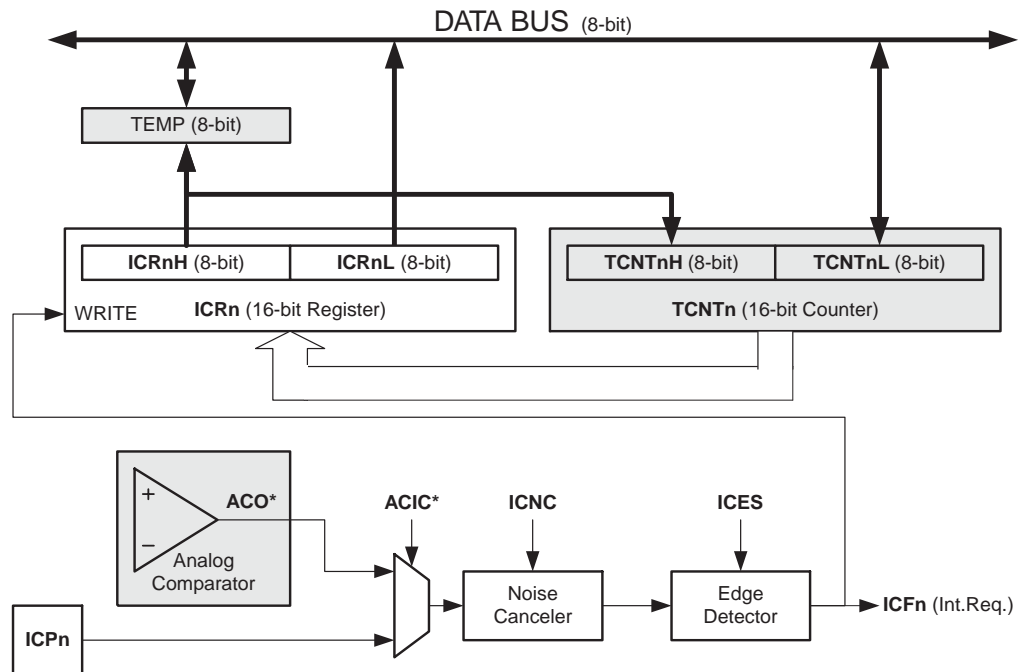 DATA BUS (8-bit)
TEMP (8-bit)
ICRnH (8-bit)
ICRnL (8-bit)
TCNTnH (8-bit)
TCNTnL (8-bit)
WRITE
ICRn (16-bit Register)
TCNTn (16-bit Counter)
+
−
ACO*
Analog
Comparator
ACIC*
ICNC
ICES
Noise
Canceler
Edge
Detector
ICFn (Int.Req.)
ICPn